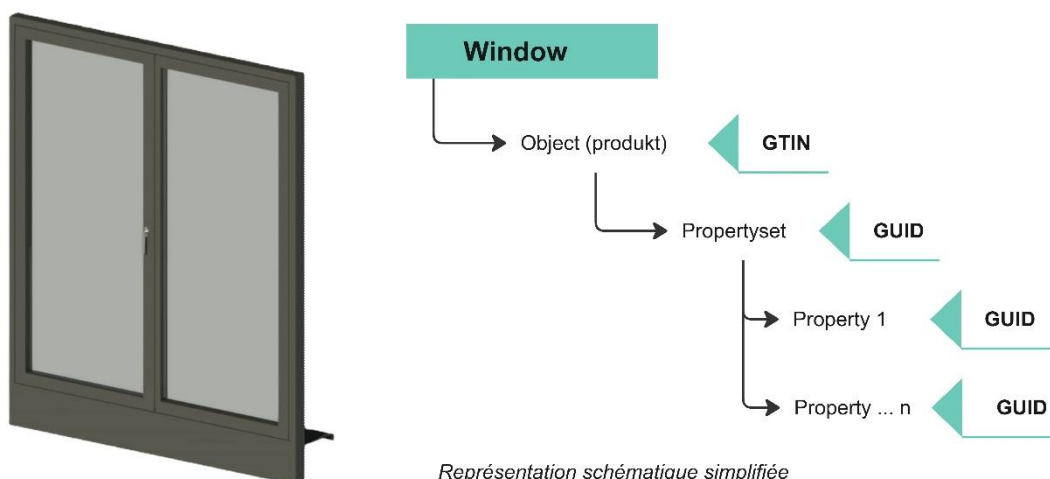 Window
Object (produkt) GTIN
Propertyset GUID
Property 1 GUID
Property ... n GUID
Représentation schématique simplifiée